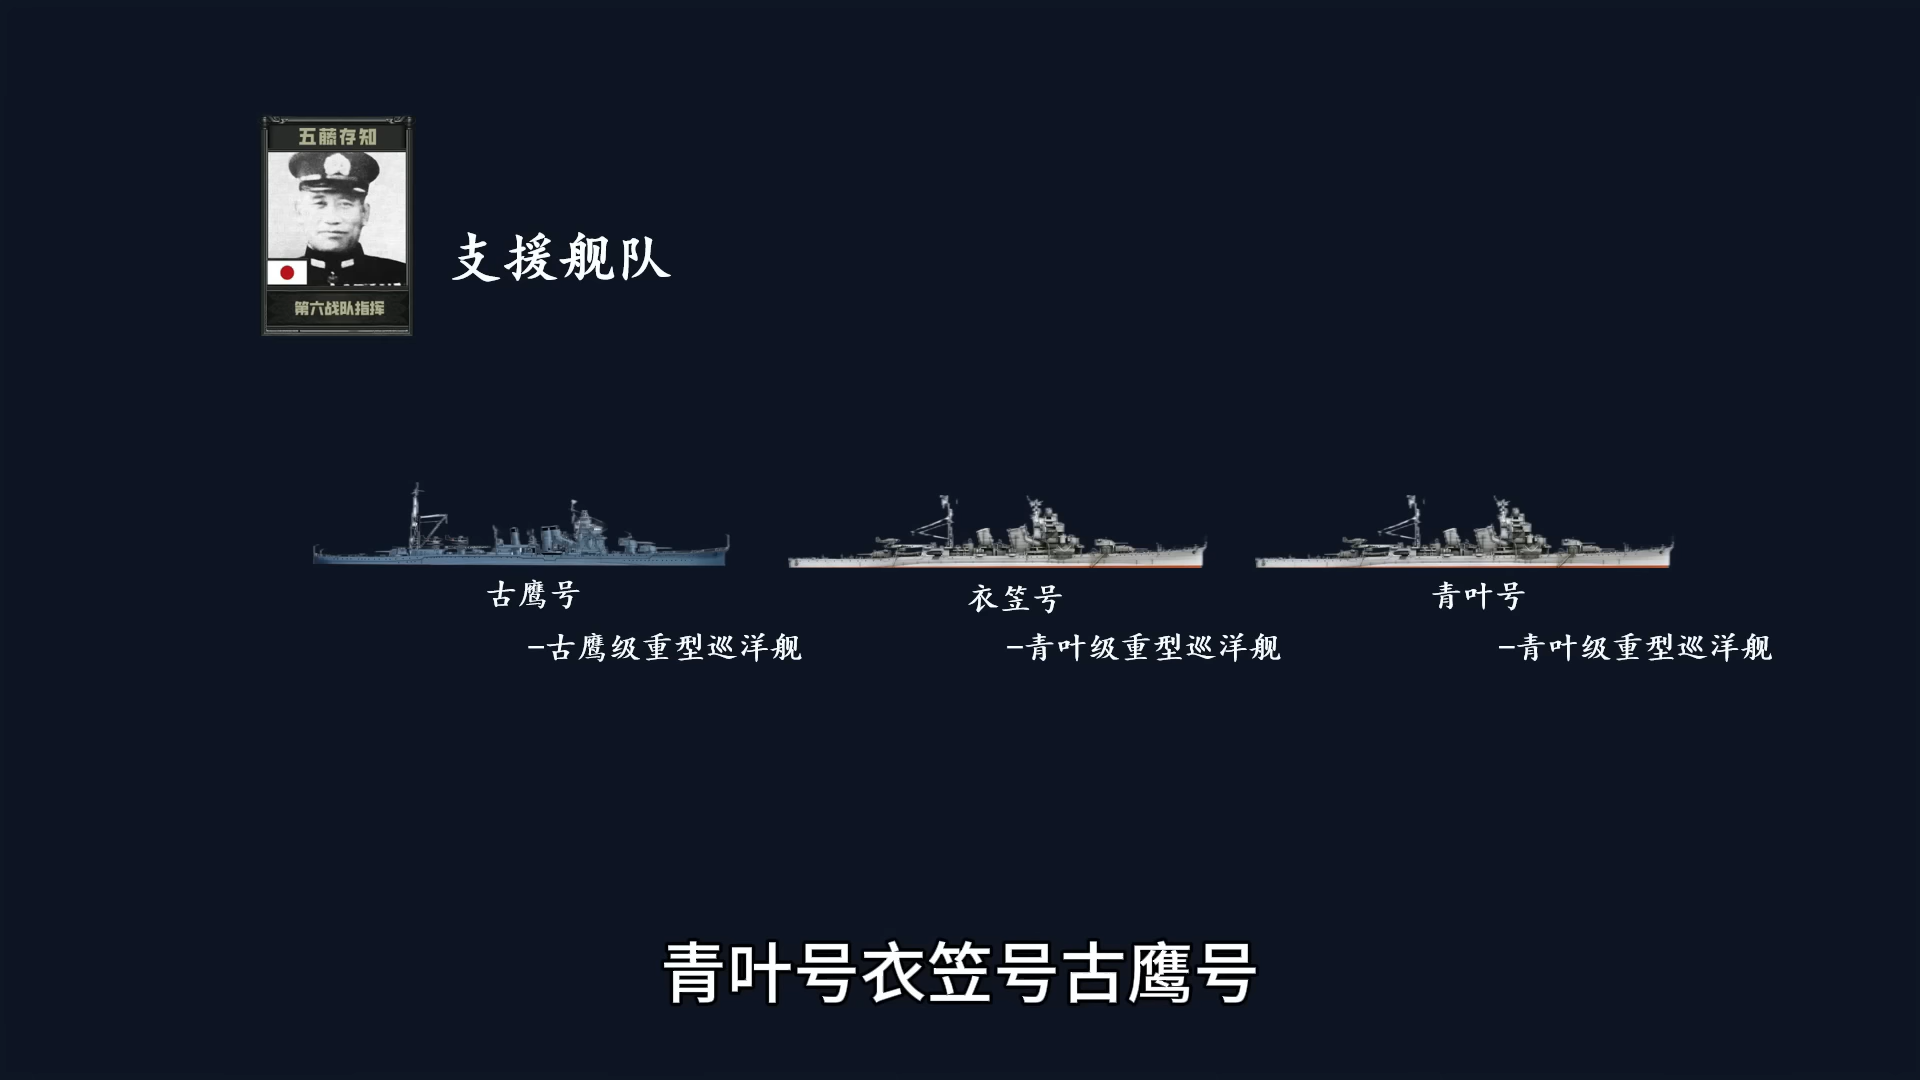 五藤存知
第六战队指挥
支援舰队
古鹰号
-古鹰级重型巡洋舰
衣笠号
-青叶级重型巡洋舰
青叶号
-青叶级重型巡洋舰
青叶号衣笠号古鹰号